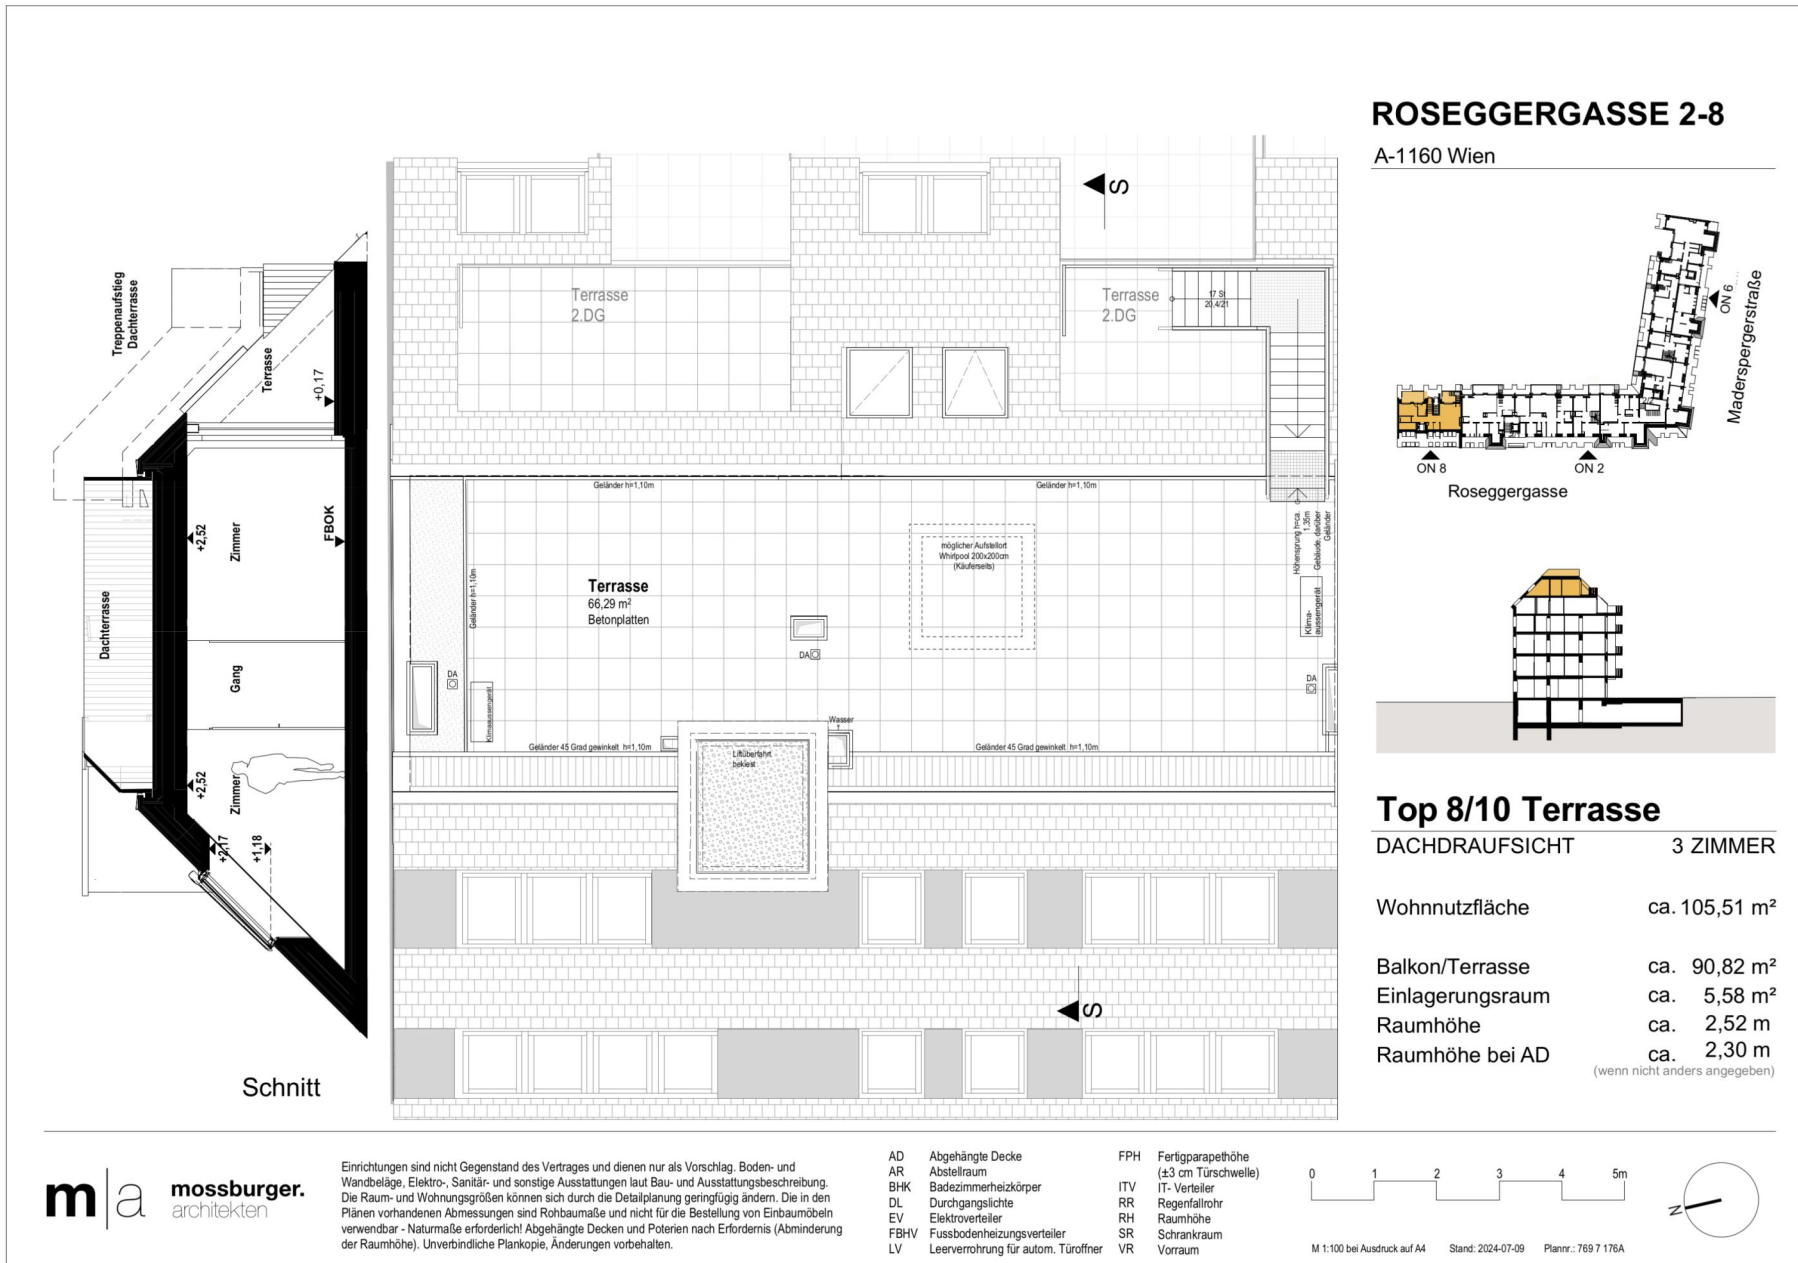 ROSEGGERGASSE 2-8
A-1160 Wien
ON 6
Maderspergerstraße
ON 8
ON 2
Roseggergasse
Top 8/10 Terrasse
DACHDRAUFSICHT 3 ZIMMER
Wohnnutzfläche ca. 105,51 m²
Balkon/Terrasse ca. 90,82 m²
Einlagerungsraum ca. 5,58 m²
Raumhöhe ca. 2,52 m
Raumhöhe bei AD ca. 2,30 m
(wenn nicht anders angegeben)
Treppenaufstieg
Dachterrasse
Terrasse
+0,17
Zimmer
+2,52
FBOK
Dachterrasse
Gang
Zimmer
+2,52
+2,17
+1,18
Schnitt
S
Terrasse
2.DG
Terrasse
2.DG
17 St
20,4/21
Geländer h=1,10m
Geländer h=1,10m
Geländer h=1,10m
Höhensprung h=ca.
1,35m
Gebäude, darüber
Geländer
möglicher Aufstellort
Whirlpool 200x200cm
(Käuferseits)
Terrasse
66,29 m²
Betonplatten
Klima-
aussengerät
DA
DA
DA
Klimaaussengerät
Wasser
Geländer 45 Grad gewinkelt h=1,10m
Geländer 45 Grad gewinkelt h=1,10m
Liftüberfahrt
bekiest
S
m|a
mossburger.
architekten
Einrichtungen sind nicht Gegenstand des Vertrages und dienen nur als Vorschlag. Boden- und
Wandbeläge, Elektro-, Sanitär- und sonstige Ausstattungen laut Bau- und Ausstattungsbeschreibung.
Die Raum- und Wohnungsgrößen können sich durch die Detailplanung geringfügig ändern. Die in den
Plänen vorhandenen Abmessungen sind Rohbaumaße und nicht für die Bestellung von Einbaumöbeln
verwendbar - Naturmaße erforderlich! Abgehängte Decken und Poterien nach Erfordernis (Abminderung
der Raumhöhe). Unverbindliche Plankopie, Änderungen vorbehalten.
AD Abgehängte Decke
AR Abstellraum
BHK Badezimmerheizkörper
DL Durchgangslichte
EV Elektroverteiler
FBHV Fussbodenheizungsverteiler
LV Leerverrohrung für autom. Türöffner
FPH Fertigparapethöhe
(±3 cm Türschwelle)
ITV IT- Verteiler
RR Regenfallrohr
RH Raumhöhe
SR Schrankraum
VR Vorraum
0 1 2 3 4 5m
M 1:100 bei Ausdruck auf A4 Stand: 2024-07-09 Plannr.: 769 7 176A
N